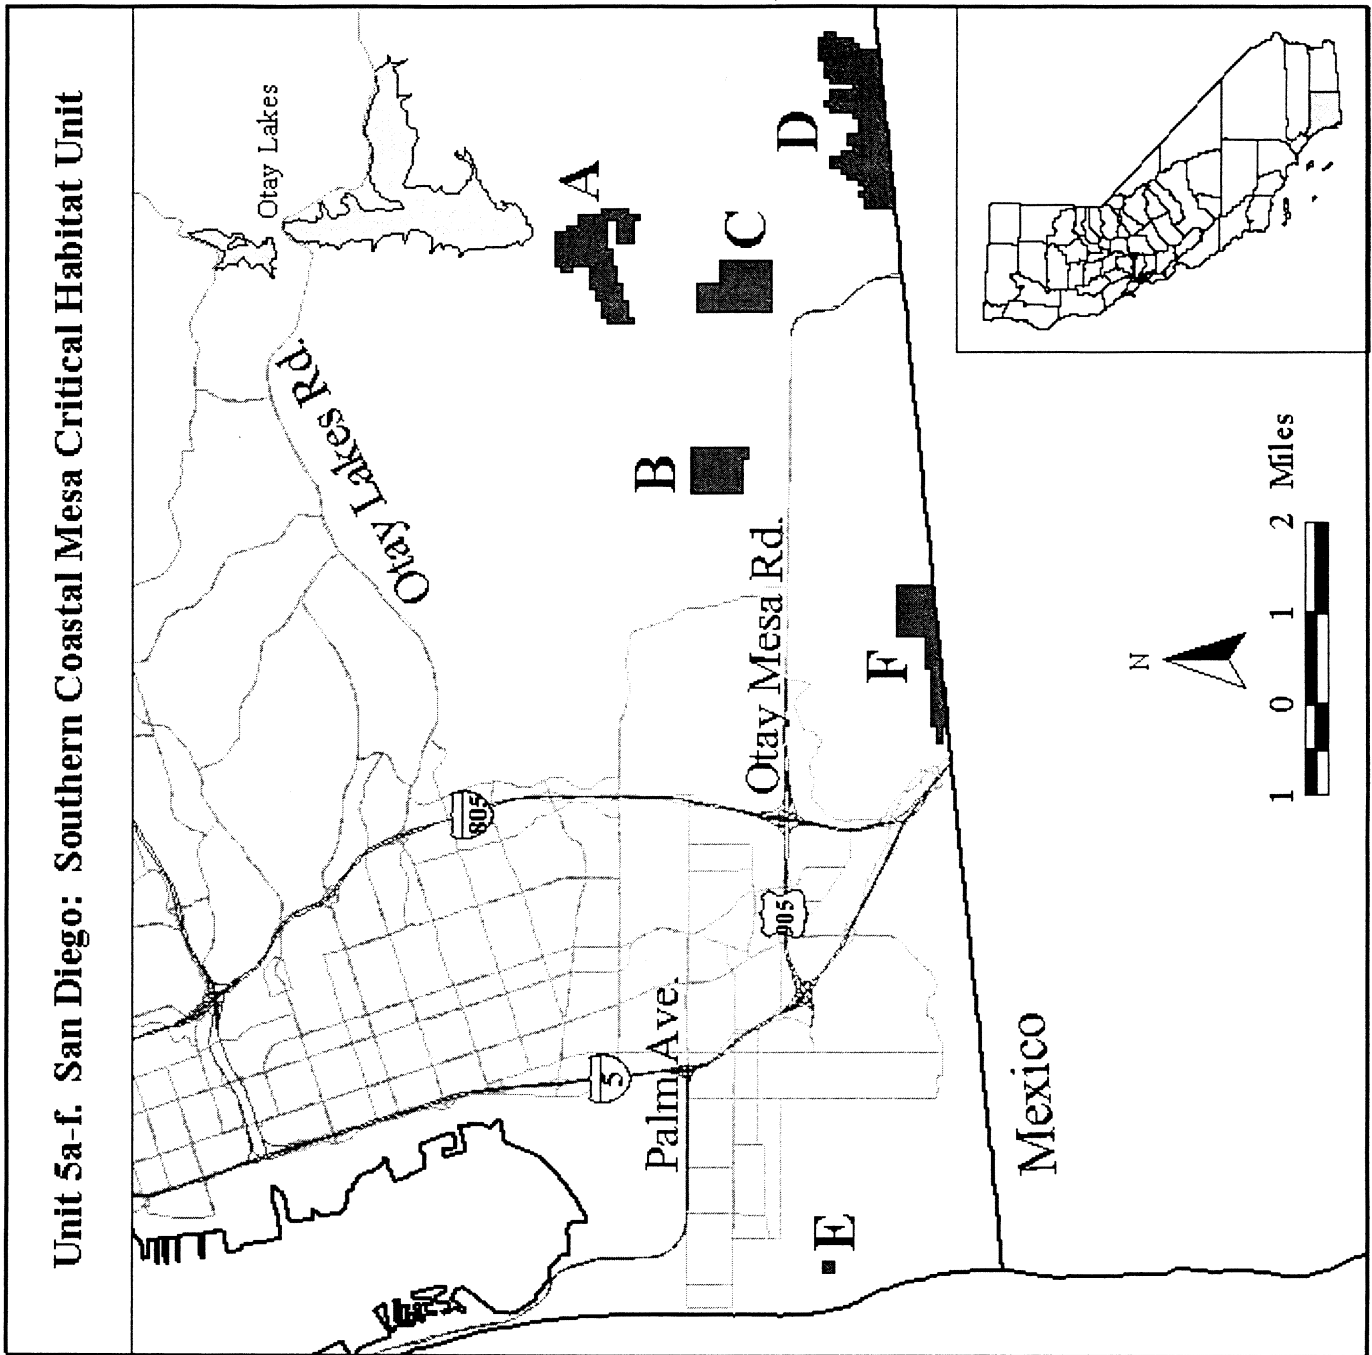 Unit 5a-f. San Diego: Southern Coastal Mesa Critical Habitat Unit
Otay Lakes
Otay Lakes Rd.
A
B
C
D
805
5
Palm Ave.
905
Otay Mesa Rd.
E
F
Mexico
N
1 0 1 2 Miles